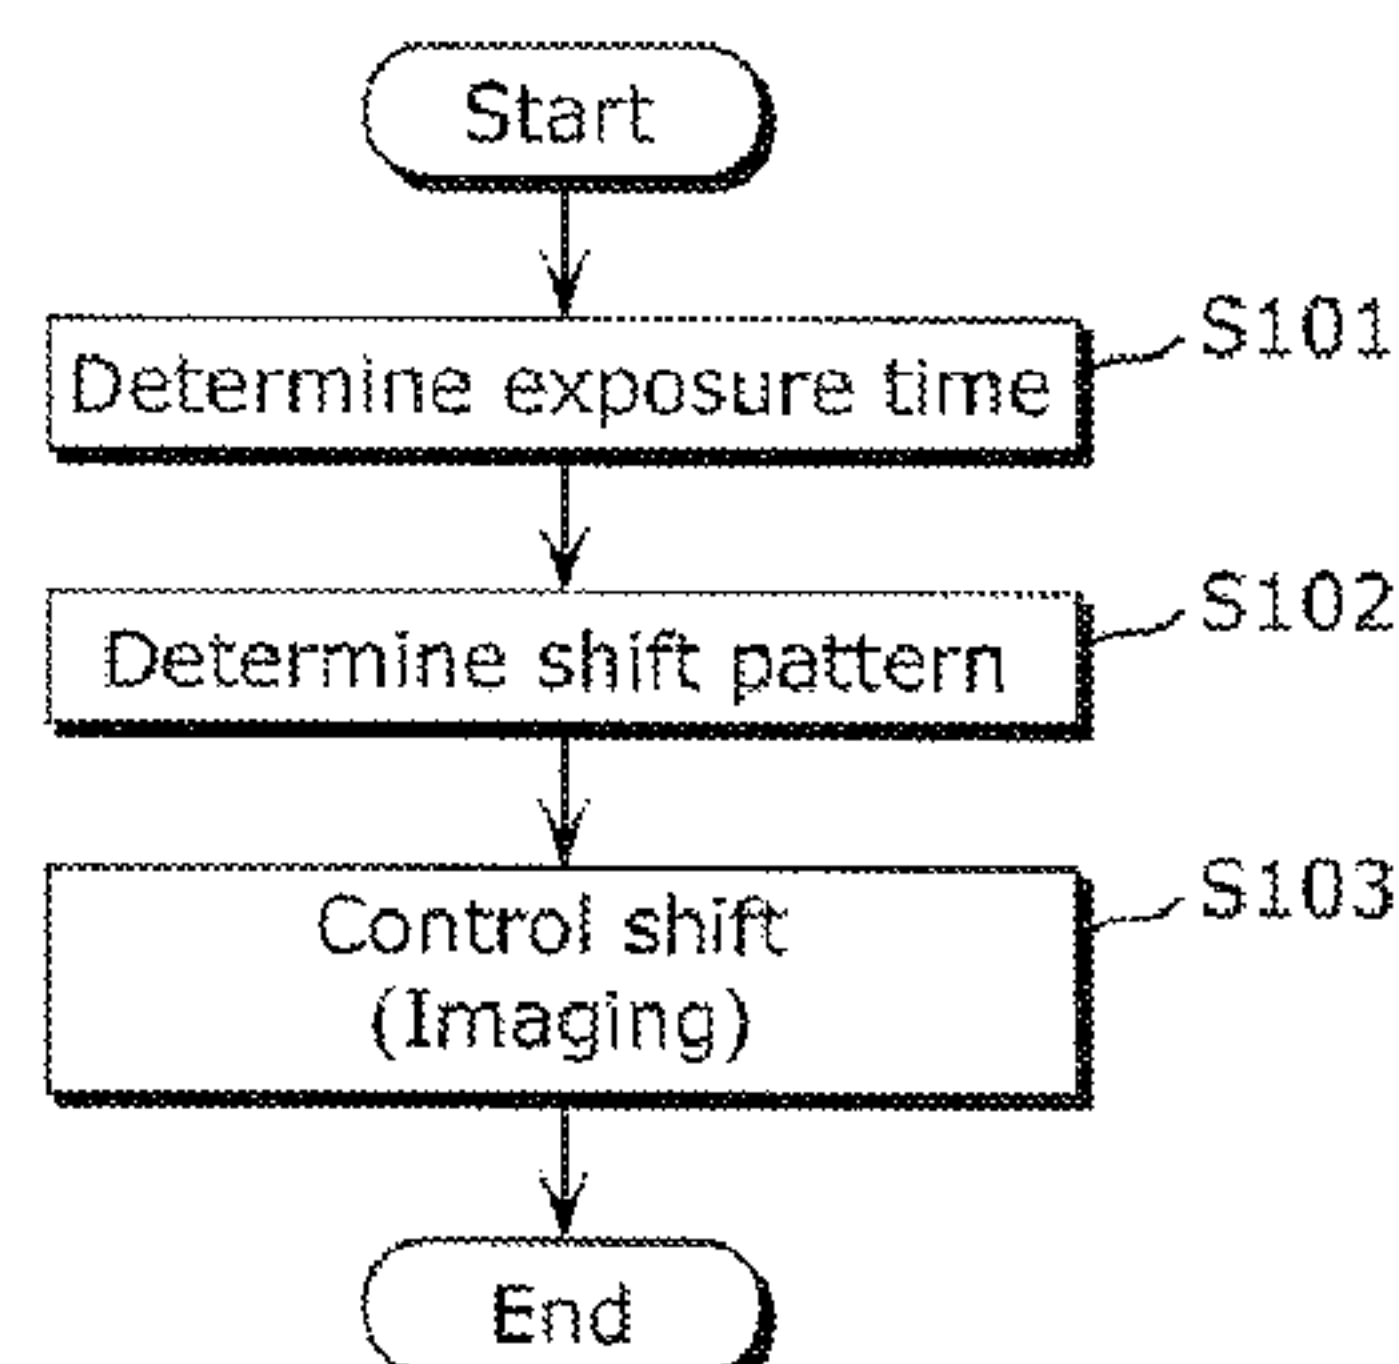 Start
Determine exposure time
S101
Determine shift pattern
S102
Control shift
(Imaging)
S103
End